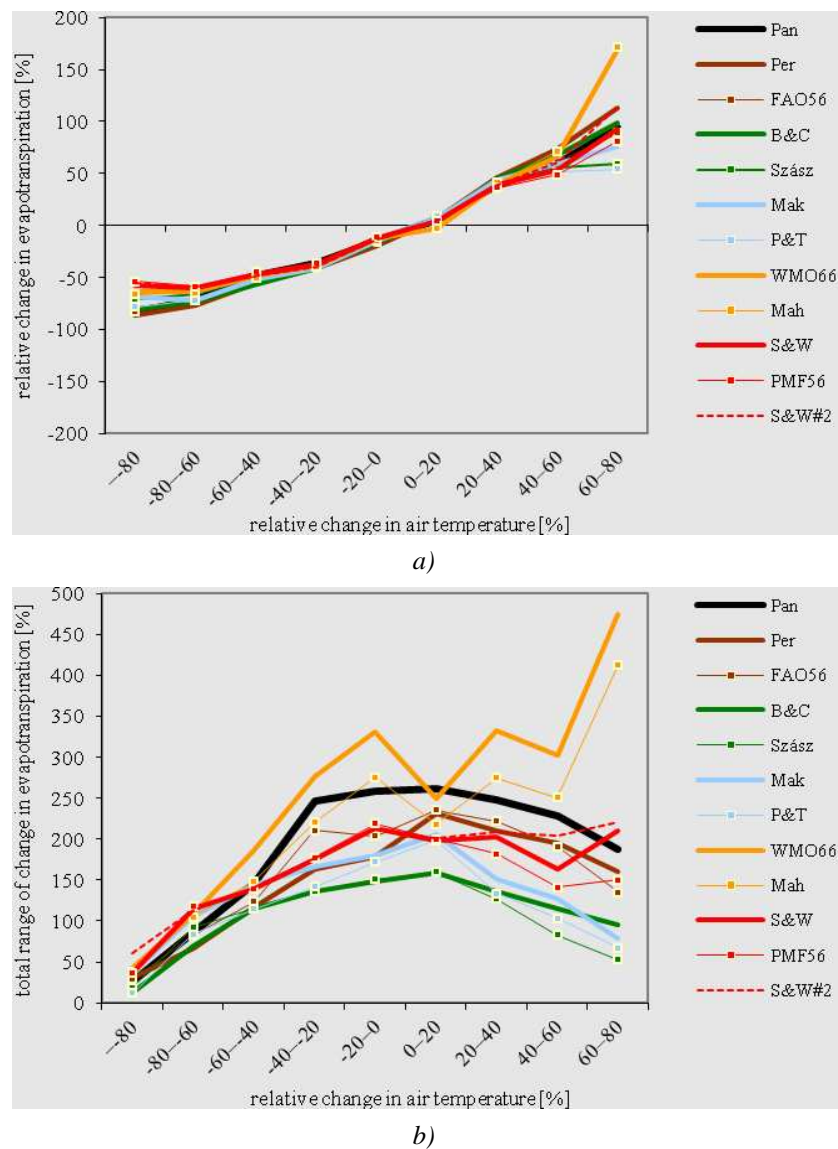 relative change in evapotranspiration [%]
200
150
100
50
0
-50
-100
-150
-200
—-80
-80—-60
-60—-40
-40—-20
-20—0
0—20
20—40
40—60
60—80
relative change in air temperature [%]
Pan
Per
FAO56
B&C
Szász
Mak
P&T
WMO66
Mah
S&W
PMF56
S&W#2
a)
total range of change in evapotranspiration [%]
500
450
400
350
300
250
200
150
100
50
0
—-80
-80—-60
-60—-40
-40—-20
-20—0
0—20
20—40
40—60
60—80
relative change in air temperature [%]
Pan
Per
FAO56
B&C
Szász
Mak
P&T
WMO66
Mah
S&W
PMF56
S&W#2
b)